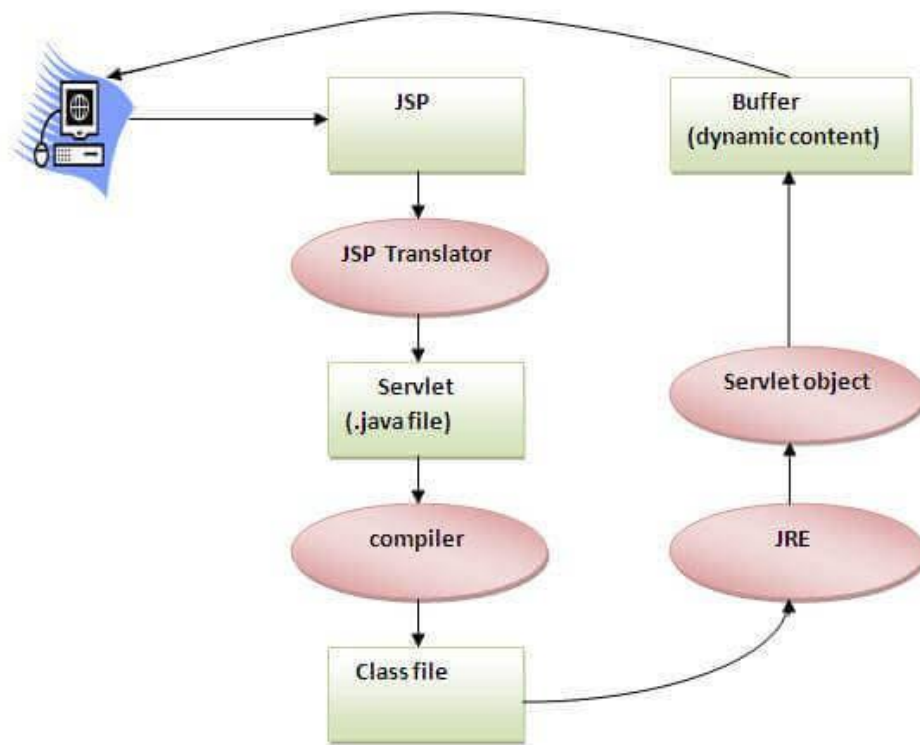 JSP
Buffer
(dynamic content)
JSP Translator
Servlet
(.java file)
Servlet object
compiler
JRE
Class file